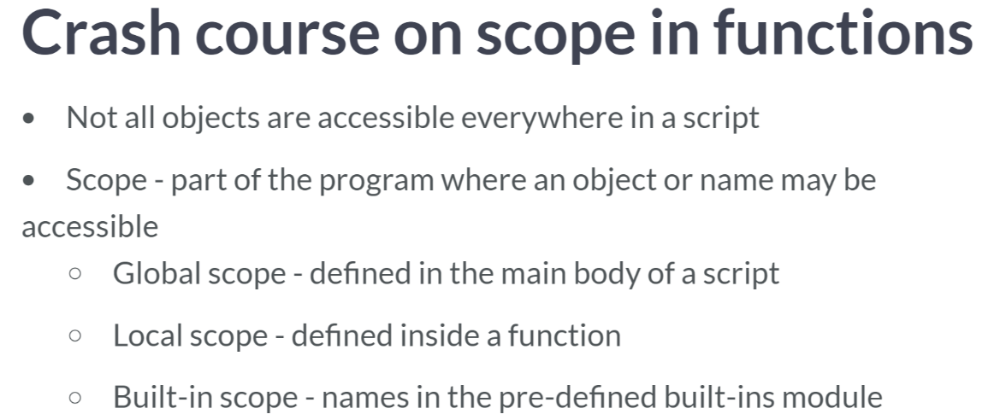 Crash course on scope in functions
• Not all objects are accessible everywhere in a script
• Scope - part of the program where an object or name may be
accessible
○ Global scope - defined in the main body of a script
○ Local scope - defined inside a function
○ Built-in scope - names in the pre-defined built-ins module